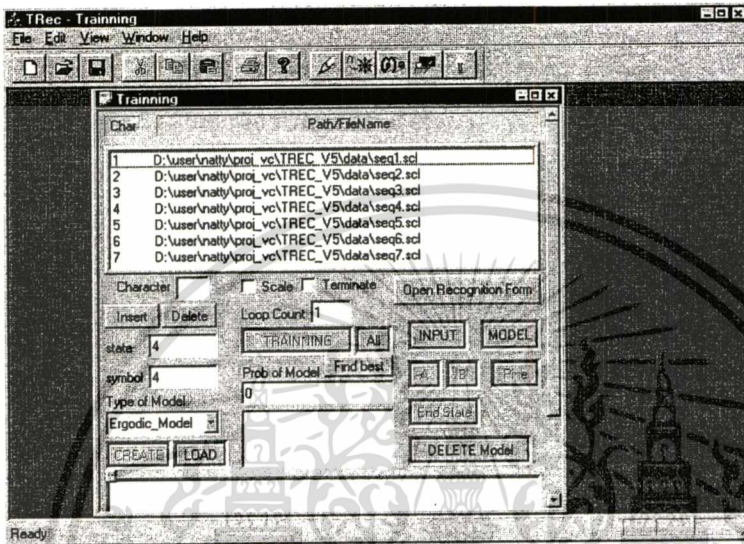 TRec - Trainning
File Edit View Window Help
Trainning
Char Path/FileName
1 D:\user\natty\proj_vc\TREC_V5\data\seq1.scl
2 D:\user\natty\proj_vc\TREC_V5\data\seq2.scl
3 D:\user\natty\proj_vc\TREC_V5\data\seq3.scl
4 D:\user\natty\proj_vc\TREC_V5\data\seq4.scl
5 D:\user\natty\proj_vc\TREC_V5\data\seq5.scl
6 D:\user\natty\proj_vc\TREC_V5\data\seq6.scl
7 D:\user\natty\proj_vc\TREC_V5\data\seq7.scl
Character Scale Terminate Open Recognition Form
Insert Delete Loop Count 1
state 4 TRAINNING All INPUT MODEL
symbol 4 Prob of Model Find best A B Pine
Type of Model 0
Ergodic_Model End State
CREATE LOAD DELETE Model
Ready